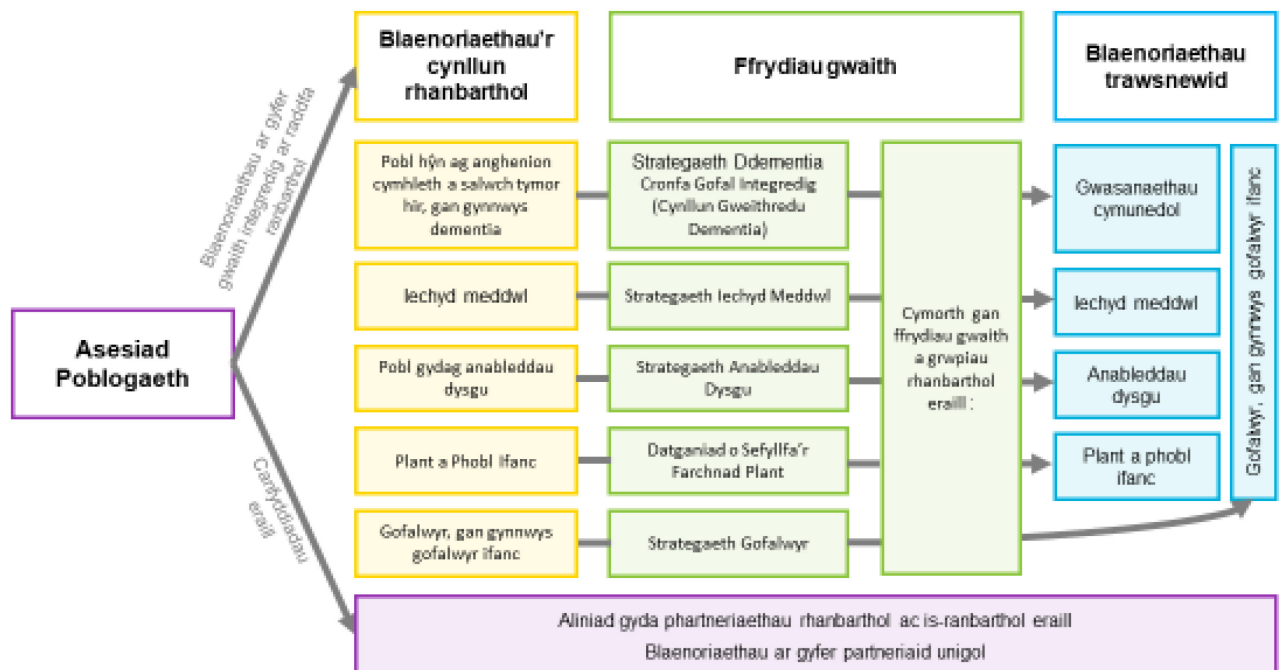 Blaenoriaethau'r
cynllun
rhanbarthol
Ffrydiau gwaith
Blaenoriaethau
trawsnewid
Blaenoriaethau ar gyfer
gwaith integredig ar raddfa
ranbarthol
Asesiad
Poblogaeth
Canfyddiadau
eraill
Pobl hŷn ag anghenion
cymhleth a salwch tymor
hir, gan gynnwys
dementia
Strategaeth Ddementia
Cronfa Gofal Integredig
(Cynllun Gweithredu
Dementia)
Gwasanaethau
cymunedol
Iechyd meddwl
Strategaeth Iechyd Meddwl
Iechyd meddwl
Pobl gydag anableddau
dysgu
Strategaeth Anableddau
Dysgu
Anableddau
dysgu
Plant a Phobl Ifanc
Datganiad o Sefyllfa'r
Farchnad Plant
Plant a phobl
ifanc
Gofalwyr, gan gynnwys
gofalwyr ifanc
Strategaeth Gofalwyr
Cymorth gan
ffrydiau gwaith
a grwpiau
rhanbarthol
eraill :
Gofalwyr, gan gynnwys gofalwyr ifanc
Aliniad gyda phartneriaethau rhanbarthol ac is-ranbarthol eraill
Blaenoriaethau ar gyfer partneriaid unigol